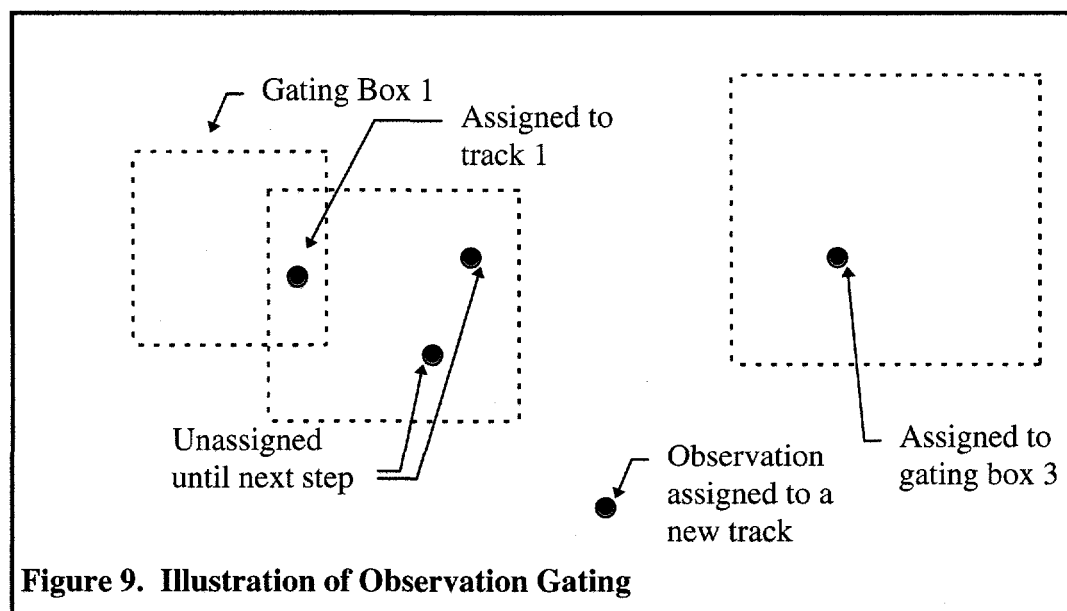 Gating Box 1
Assigned to
track 1
Unassigned
until next step
Observation
assigned to a
new track
Assigned to
gating box 3
Figure 9. Illustration of Observation Gating